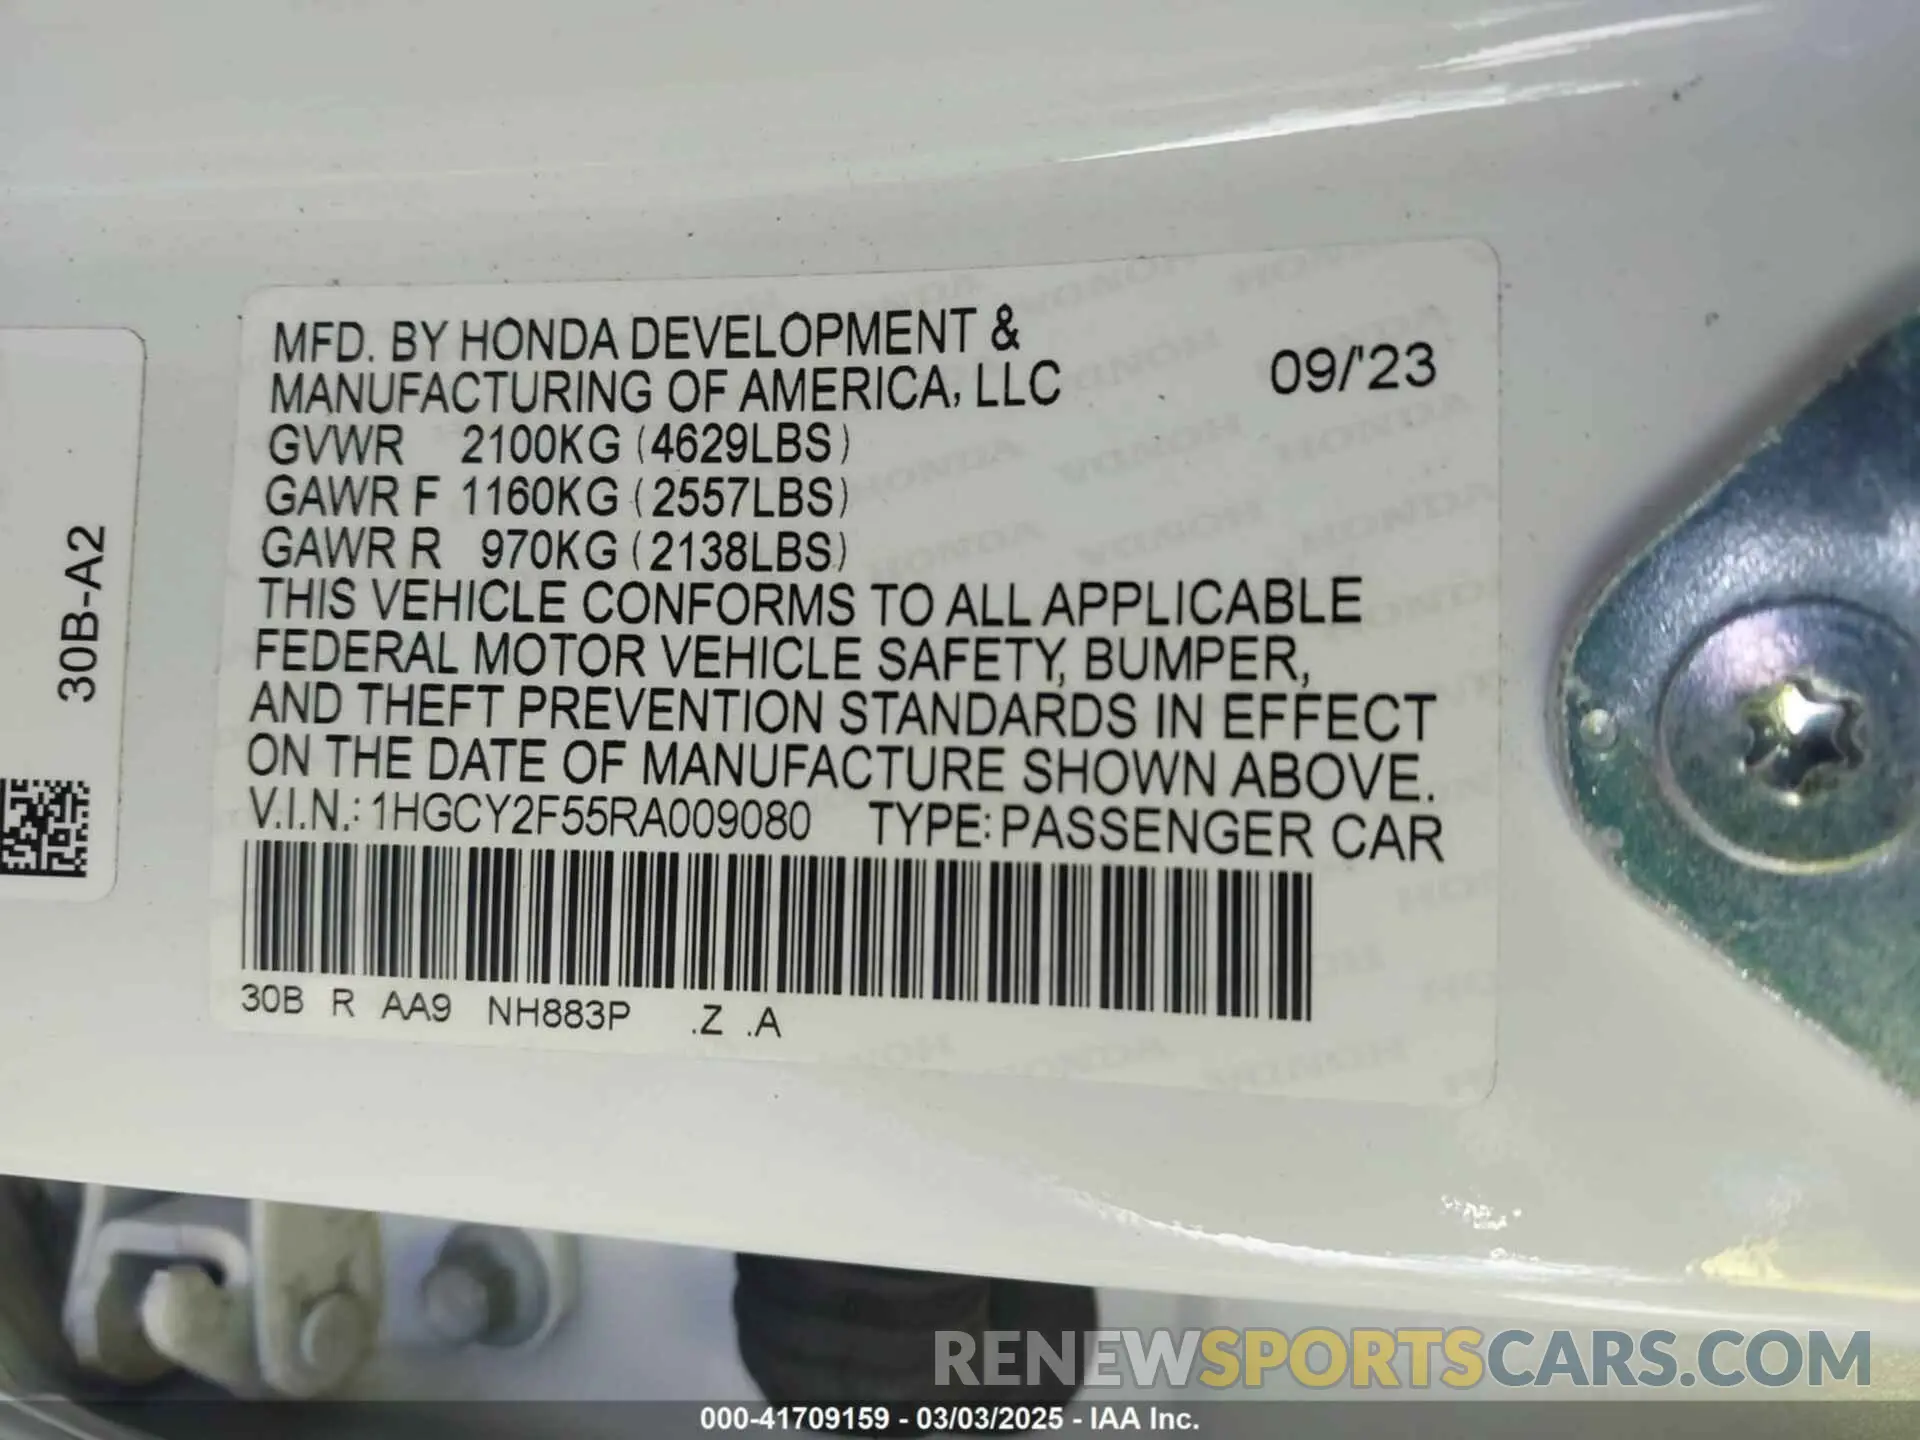 MFD. BY HONDA DEVELOPMENT &
MANUFACTURING OF AMERICA, LLC
09/'23
GVWR 2100KG (4629LBS)
GAWR F 1160KG (2557LBS)
GAWR R 970KG (2138LBS)
THIS VEHICLE CONFORMS TO ALL APPLICABLE
FEDERAL MOTOR VEHICLE SAFETY, BUMPER,
AND THEFT PREVENTION STANDARDS IN EFFECT
ON THE DATE OF MANUFACTURE SHOWN ABOVE.
V.I.N.: 1HGCY2F55RA009080 TYPE: PASSENGER CAR
30B R AA9 NH883P .Z .A
30B-A2
RENEWSPORTSCARS.COM
000-41709159 - 03/03/2025 - IAA Inc.